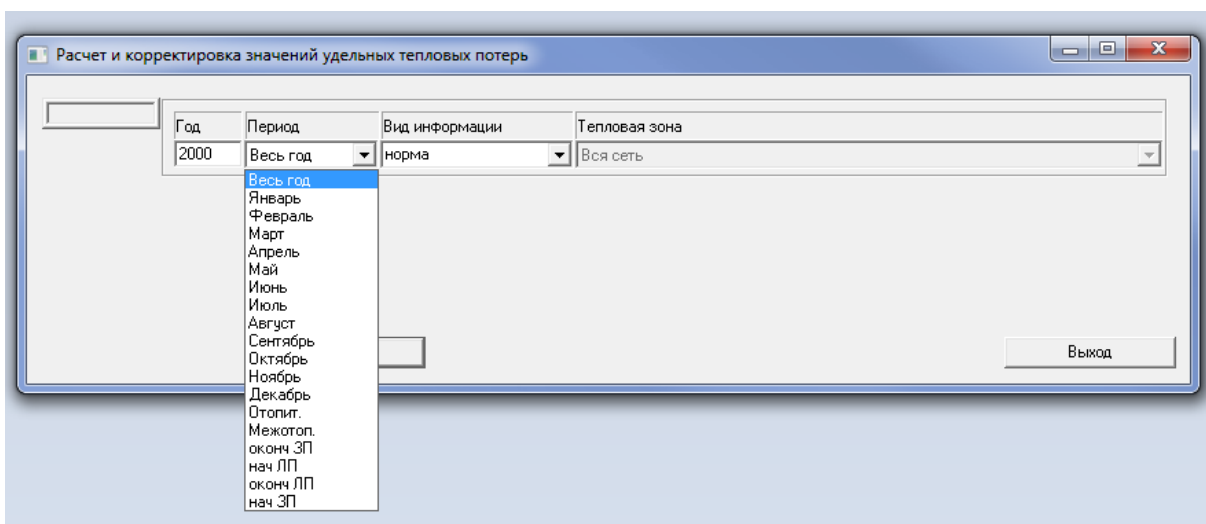 Расчет и корректировка значений удельных тепловых потерь
Год Период Вид информации Тепловая зона
2000 Весь год норма Вся сеть
Весь год
Январь
Февраль
Март
Апрель
Май
Июнь
Июль
Август
Сентябрь
Октябрь
Ноябрь
Декабрь
Отопит.
Межотоп.
оконч ЗП
нач ЛП
оконч ЛП
нач ЗП
Выход